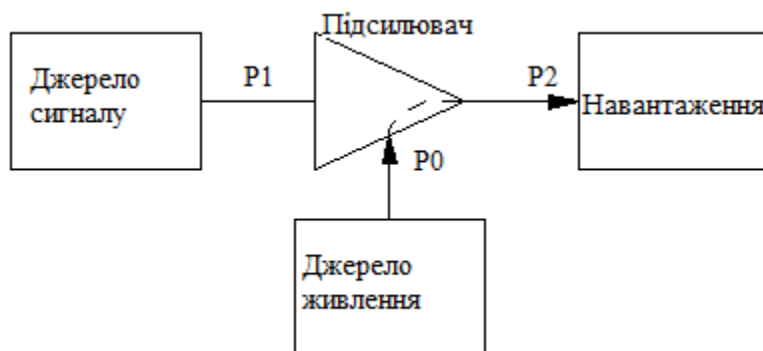 Підсилювач
Джерело
сигналу
P1
P2
Навантаження
P0
Джерело
живлення